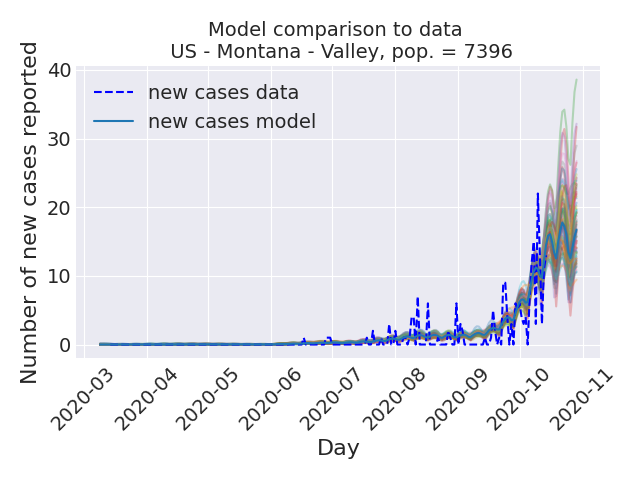 Model comparison to data
US - Montana - Valley, pop. = 7396
Number of new cases reported
40
30
20
10
0
new cases data
new cases model
2020-03
2020-04
2020-05
2020-06
2020-07
2020-08
2020-09
2020-10
2020-11
Day